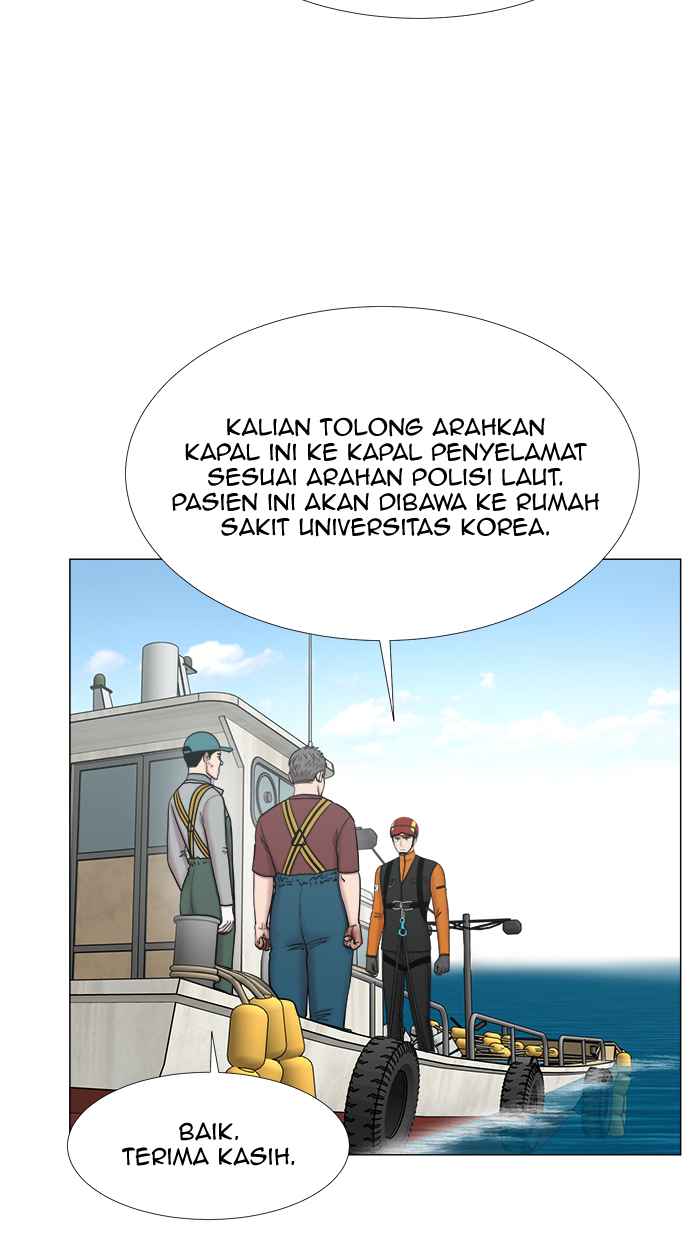 KALIAN TOLONG ARAHKAN
KAPAL INI KE KAPAL PENYELAMAT
SESUAI ARAHAN POLISI LAUT.
PASIEN INI AKAN DIBAWA KE RUMAH
SAKIT UNIVERSITAS KOREA.
BAIK.
TERIMA KASIH.